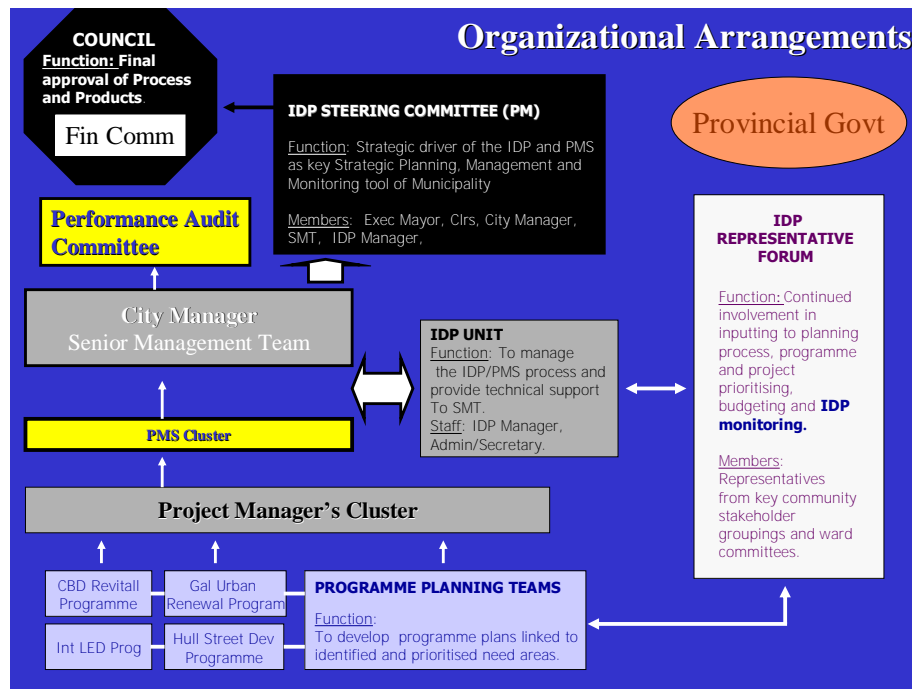 Organizational Arrangements
COUNCIL
Function: Final
approval of Process
and Products.
Fin Comm
IDP STEERING COMMITTEE (PM)
Function: Strategic driver of the IDP and PMS
as key Strategic Planning, Management and
Monitoring tool of Municipality
Members: Exec Mayor, Clrs, City Manager,
SMT, IDP Manager,
Provincial Govt
Performance Audit
Committee
City Manager
Senior Management Team
IDP UNIT
Function: To manage
the IDP/PMS process and
provide technical support
To SMT.
Staff: IDP Manager,
Admin/Secretary.
IDP
REPRESENTATIVE
FORUM
Function: Continued
involvement in
inputting to planning
process, programme
and project
prioritising,
budgeting and IDP
monitoring.
Members:
Representatives
from key community
stakeholder
groupings and ward
committees.
PMS Cluster
Project Manager's Cluster
CBD Revitall
Programme
Gal Urban
Renewal Program
Int LED Prog
Hull Street Dev
Programme
PROGRAMME PLANNING TEAMS
Function:
To develop programme plans linked to
identified and prioritised need areas.